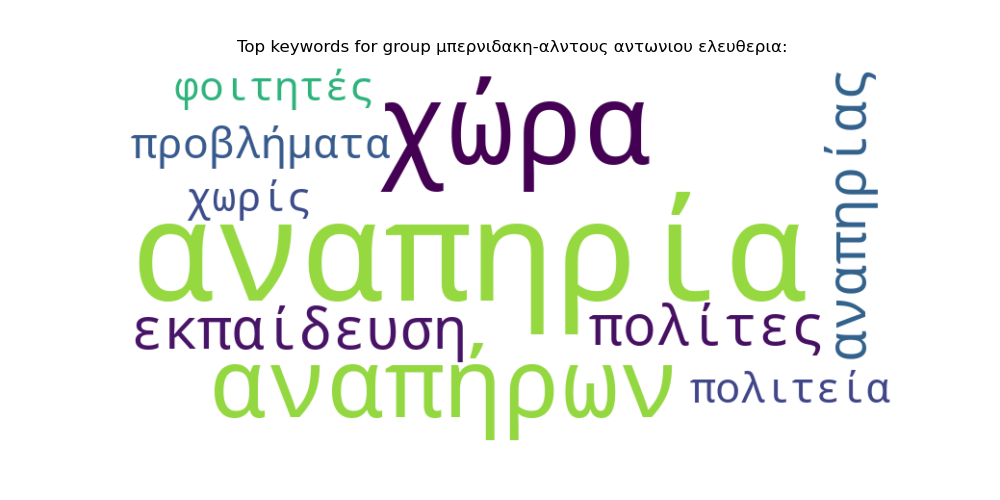 Top keywords for group μπερνιδακη-αλντους αντωνιου ελευθερια:
φοιτητές
χώρα
αναπηρίας
προβλήματα
χωρίς
αναπηρία
εκπαίδευση
πολίτες
αναπήρων
πολιτεία